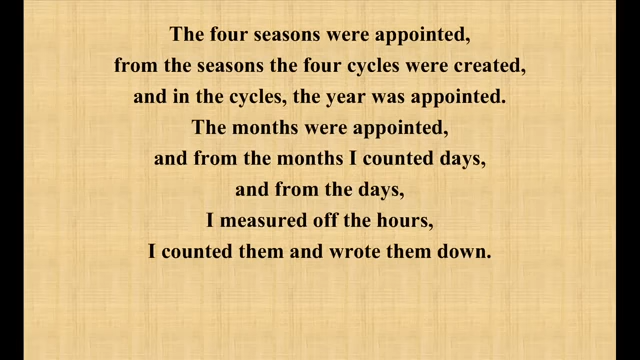 The four seasons were appointed,
from the seasons the four cycles were created,
and in the cycles, the year was appointed.
The months were appointed,
and from the months I counted days,
and from the days,
I measured off the hours,
I counted them and wrote them down.